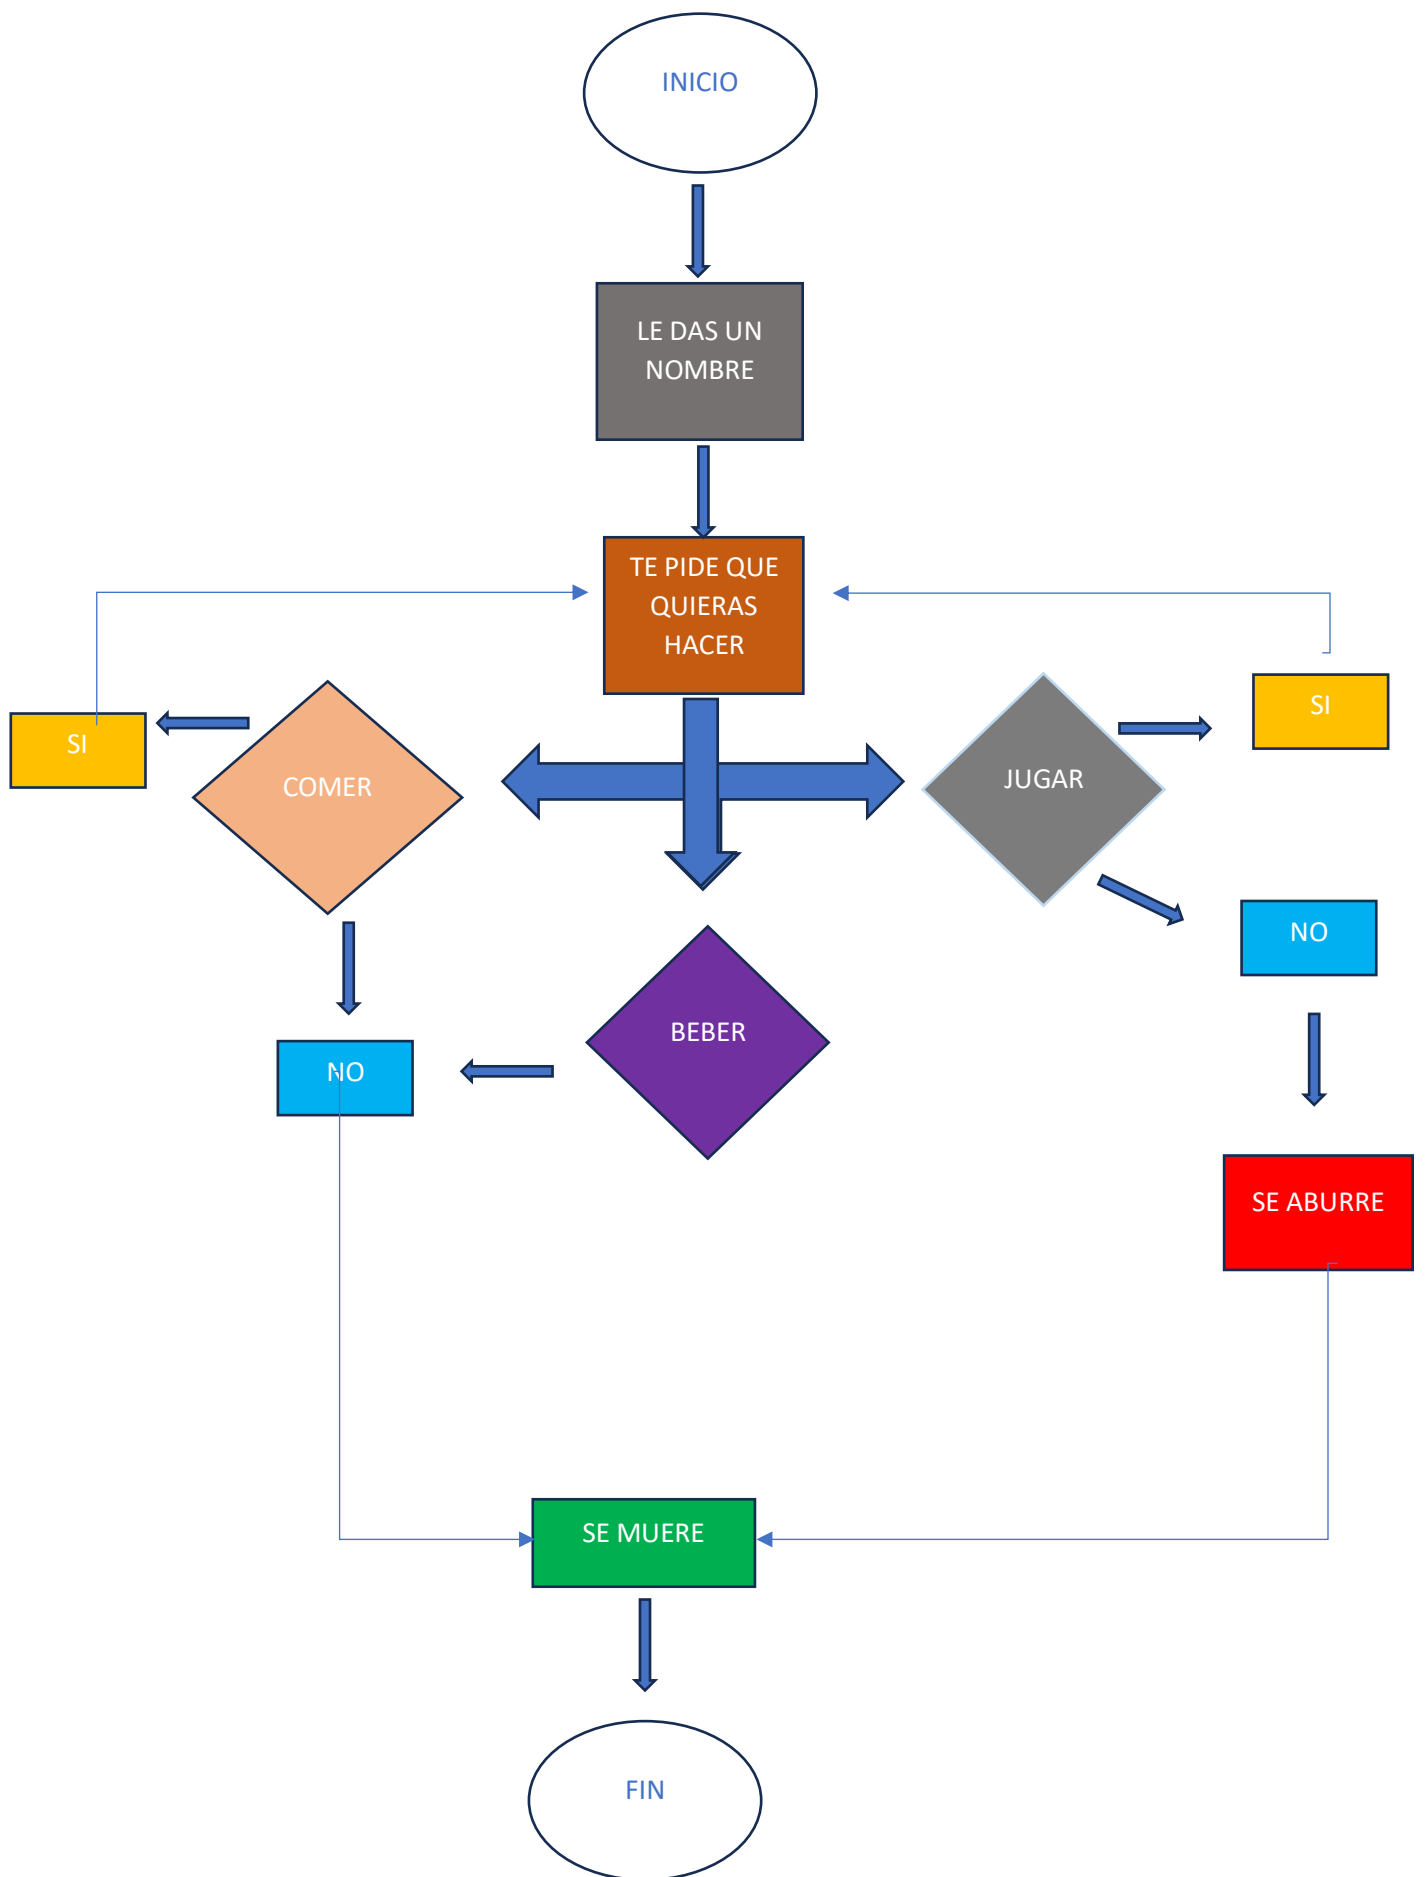 INICIO
LE DAS UN
NOMBRE
TE PIDE QUE
QUIERAS
HACER
SI
COMER
JUGAR
SI
NO
BEBER
NO
SE ABURRE
SE MUERE
FIN